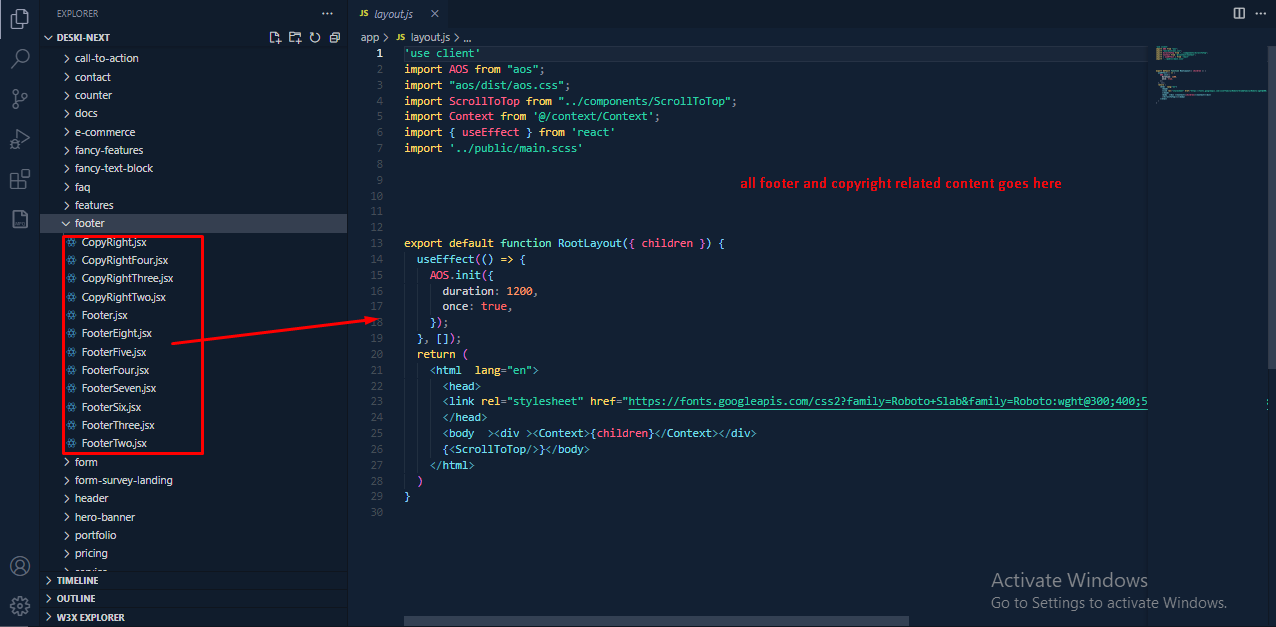 EXPLORER
DESKI-NEXT
call-to-action
contact
counter
docs
e-commerce
fancy-features
fancy-text-block
faq
features
footer
CopyRight.jsx
CopyRightFour.jsx
CopyRightThree.jsx
CopyRightTwo.jsx
Footer.jsx
FooterEight.jsx
FooterFive.jsx
FooterFour.jsx
FooterSeven.jsx
FooterSix.jsx
FooterThree.jsx
FooterTwo.jsx
form
form-survey-landing
header
hero-banner
portfolio
pricing
TIMELINE
OUTLINE
W3X EXPLORER
JS layout.js
app > JS layout.js > ...
1 'use client'
2 import AOS from "aos";
3 import "aos/dist/aos.css";
4 import ScrollToTop from "../components/ScrollToTop";
5 import Context from '@/context/Context';
6 import { useEffect } from 'react'
7 import '../public/main.scss'
8
9
all footer and copyright related content goes here
10
11
12
13 export default function RootLayout({ children }) {
14 useEffect(() => {
15 AOS.init({
16 duration: 1200,
17 once: true,
18 });
19 }, []);
20 return (
21 <html  lang="en">
22 <head>
23 <link rel="stylesheet" href="https://fonts.googleapis.com/css2?family=Roboto+Slab&family=Roboto:wght@300;400;5
24 </head>
25 <body  ><div ><Context>{children}</Context></div>
26 {<ScrollToTop/>}</body>
27 </html>
28 )
29 }
30
Activate Windows
Go to Settings to activate Windows.